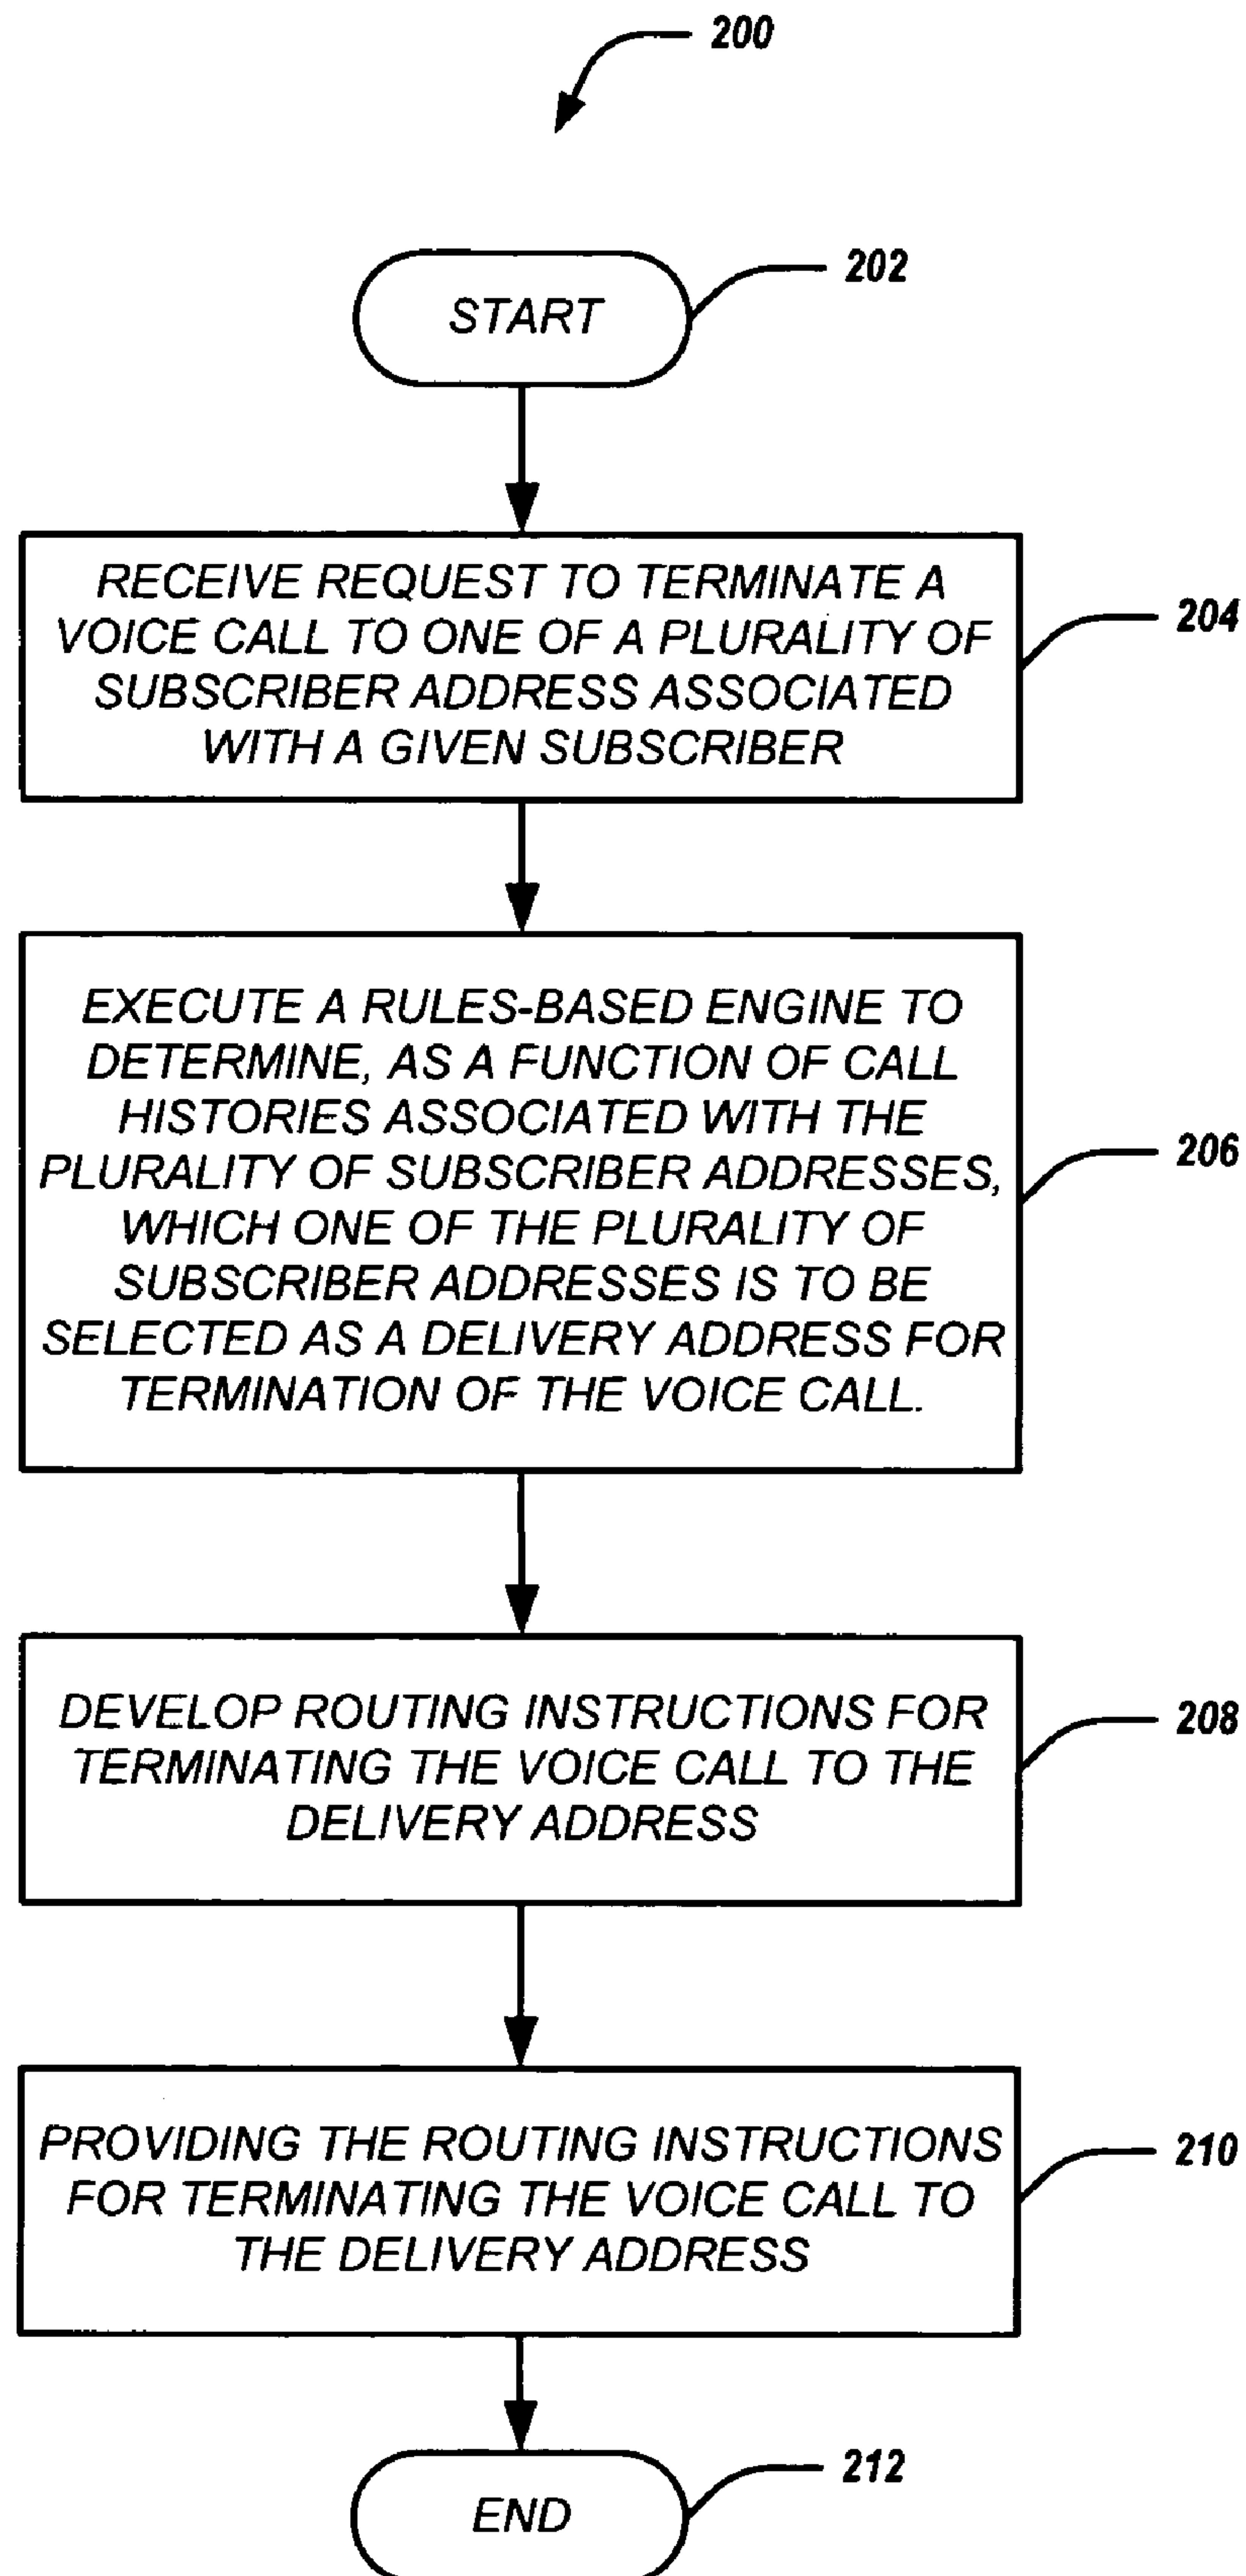 200
START
202
RECEIVE REQUEST TO TERMINATE A
VOICE CALL TO ONE OF A PLURALITY OF
SUBSCRIBER ADDRESS ASSOCIATED
WITH A GIVEN SUBSCRIBER
204
EXECUTE A RULES-BASED ENGINE TO
DETERMINE, AS A FUNCTION OF CALL
HISTORIES ASSOCIATED WITH THE
PLURALITY OF SUBSCRIBER ADDRESSES,
WHICH ONE OF THE PLURALITY OF
SUBSCRIBER ADDRESSES IS TO BE
SELECTED AS A DELIVERY ADDRESS FOR
TERMINATION OF THE VOICE CALL.
206
DEVELOP ROUTING INSTRUCTIONS FOR
TERMINATING THE VOICE CALL TO THE
DELIVERY ADDRESS
208
PROVIDING THE ROUTING INSTRUCTIONS
FOR TERMINATING THE VOICE CALL TO
THE DELIVERY ADDRESS
210
END
212